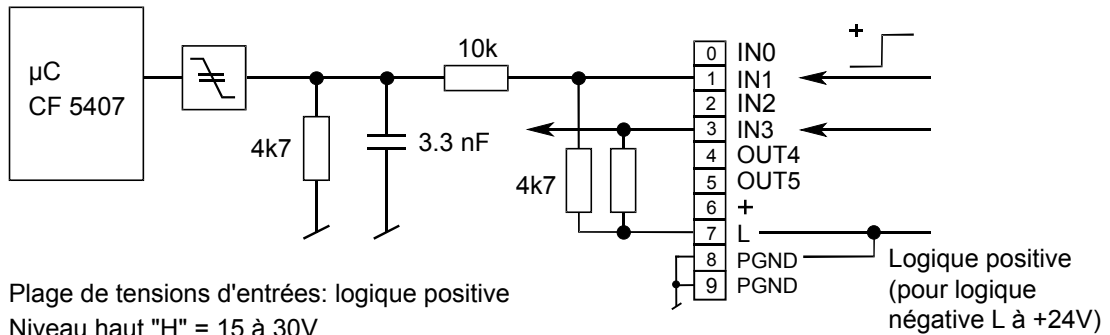 µC
CF 5407
4k7
3.3 nF
10k
4k7
0 IN0
1 IN1
2 IN2
3 IN3
4 OUT4
5 OUT5
6 +
7 L
8 PGND
9 PGND
+
Logique positive
(pour logique
négative L à +24V)
Plage de tensions d'entrées: logique positive
Niveau haut "H" = 15 à 30V